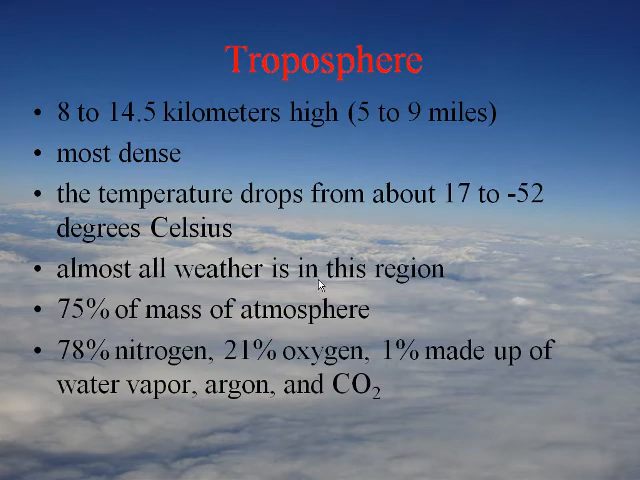 Troposphere
• 8 to 14.5 kilometers high (5 to 9 miles)
• most dense
• the temperature drops from about 17 to -52
degrees Celsius
• almost all weather is in this region
• 75% of mass of atmosphere
• 78% nitrogen, 21% oxygen, 1% made up of
water vapor, argon, and CO₂